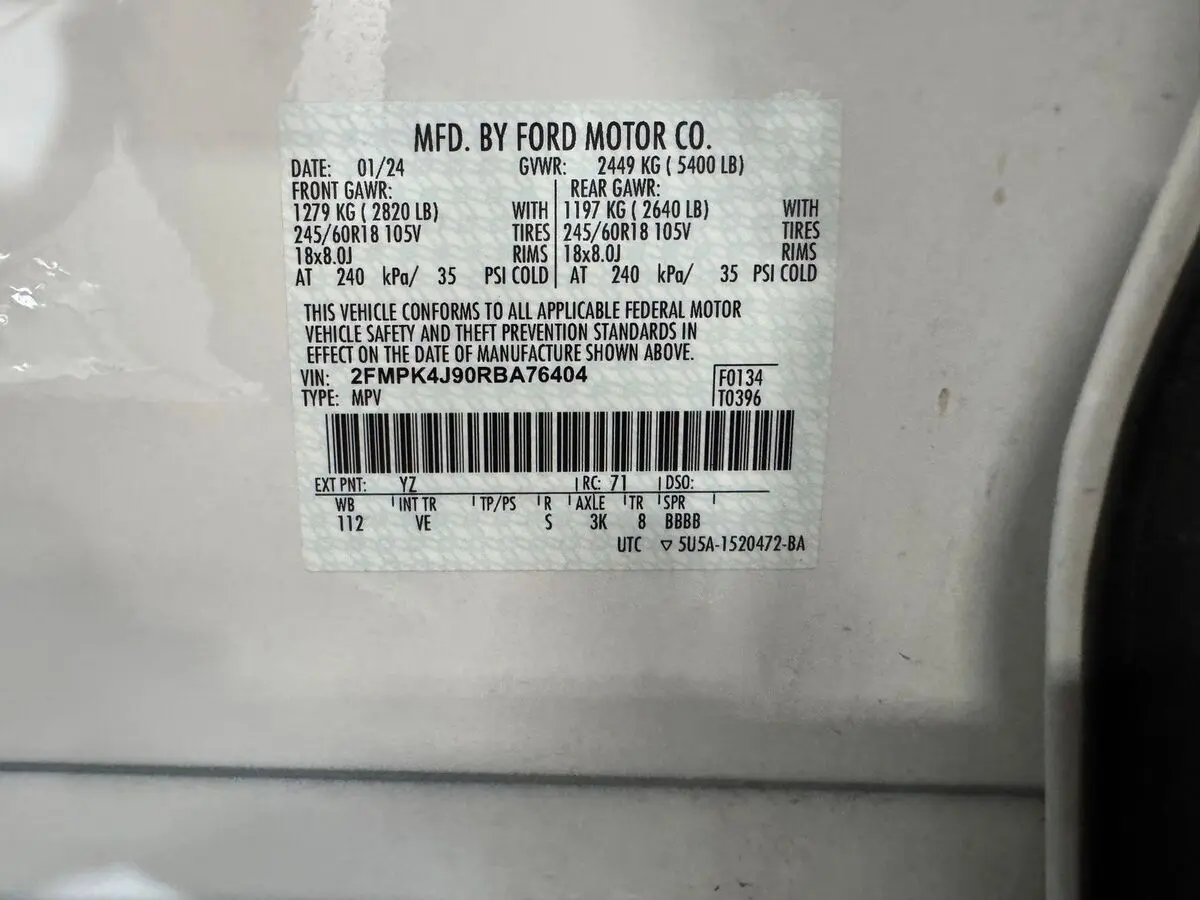 MFD. BY FORD MOTOR CO.
DATE: 01/24 GVWR: 2449 KG ( 5400 LB)
FRONT GAWR: REAR GAWR:
1279 KG ( 2820 LB) WITH 1197 KG ( 2640 LB) WITH
245/60R18 105V TIRES 245/60R18 105V TIRES
18x8.0J RIMS 18x8.0J RIMS
AT 240 kPa/ 35 PSI COLD AT 240 kPa/ 35 PSI COLD
THIS VEHICLE CONFORMS TO ALL APPLICABLE FEDERAL MOTOR
VEHICLE SAFETY AND THEFT PREVENTION STANDARDS IN
EFFECT ON THE DATE OF MANUFACTURE SHOWN ABOVE.
VIN: 2FMPK4J90RBA76404 F0134
TYPE: MPV T0396
EXT PNT: YZ RC: 71 DSO:
WB INT TR TP/PS R AXLE TR SPR
112 VE S 3K 8 BBBB
UTC ▽ 5U5A-1520472-BA